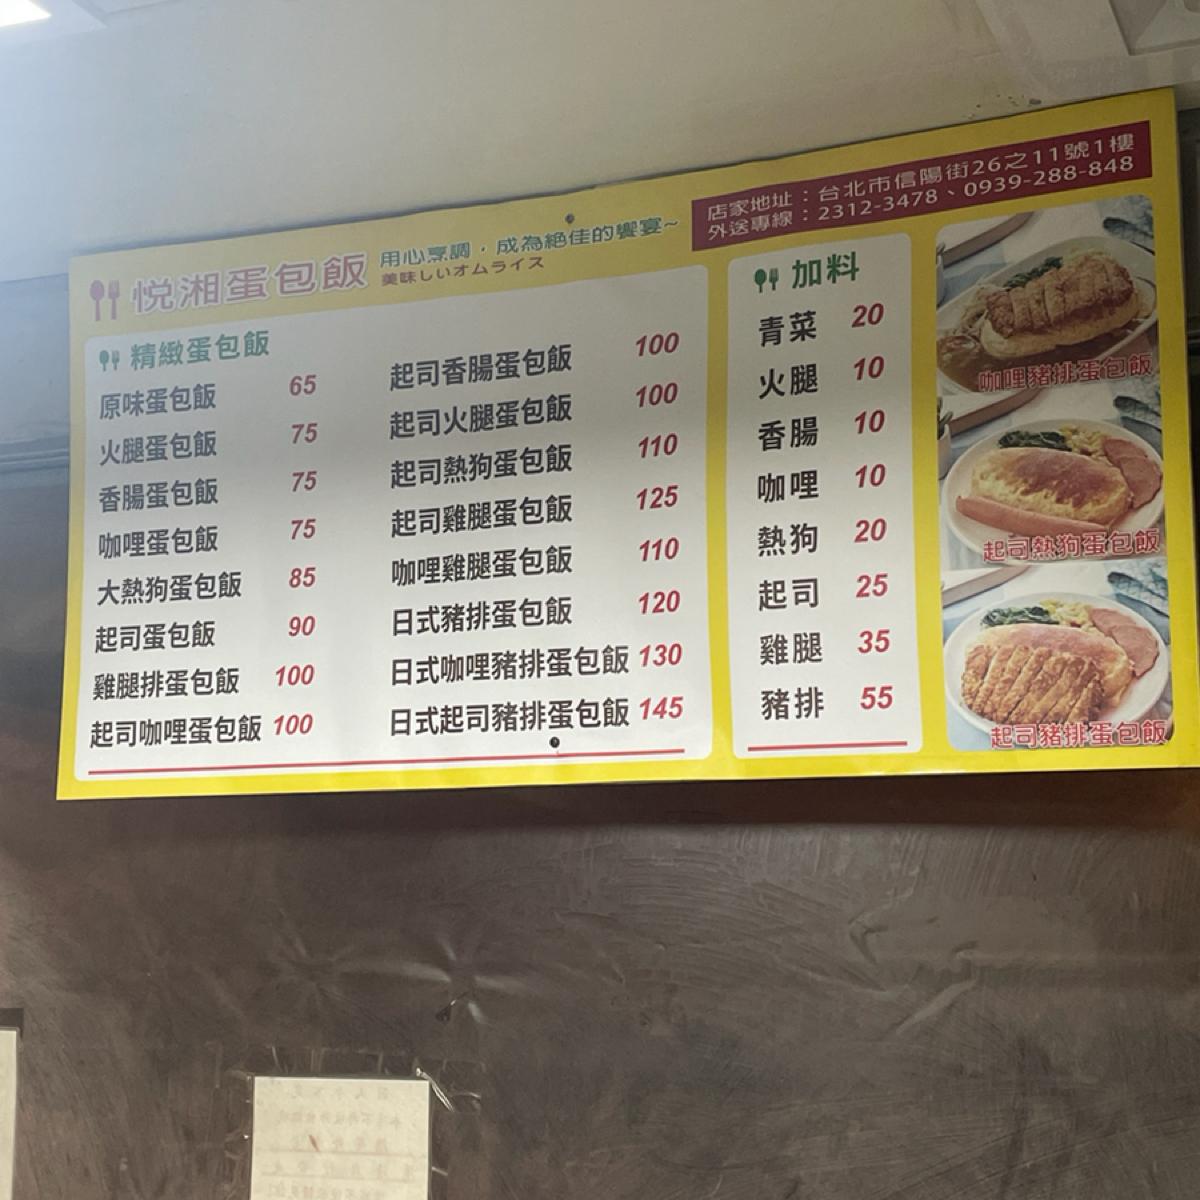 悦湘蛋包飯
用心烹調，成為絕佳的饗宴~
美味しいオムライス
店家地址：台北市信陽街26之11號1樓
外送專線：2312-3478、0939-288-848
精緻蛋包飯
原味蛋包飯 65
火腿蛋包飯 75
香腸蛋包飯 75
咖哩蛋包飯 75
大熱狗蛋包飯 85
起司蛋包飯 90
雞腿排蛋包飯 100
起司咖哩蛋包飯 100
起司香腸蛋包飯 100
起司火腿蛋包飯 100
起司熱狗蛋包飯 110
起司雞腿蛋包飯 125
咖哩雞腿蛋包飯 110
日式豬排蛋包飯 120
日式咖哩豬排蛋包飯 130
日式起司豬排蛋包飯 145
加料
青菜 20
火腿 10
香腸 10
咖哩 10
熱狗 20
起司 25
雞腿 35
豬排 55
咖哩豬排蛋包飯
起司熱狗蛋包飯
起司豬排蛋包飯